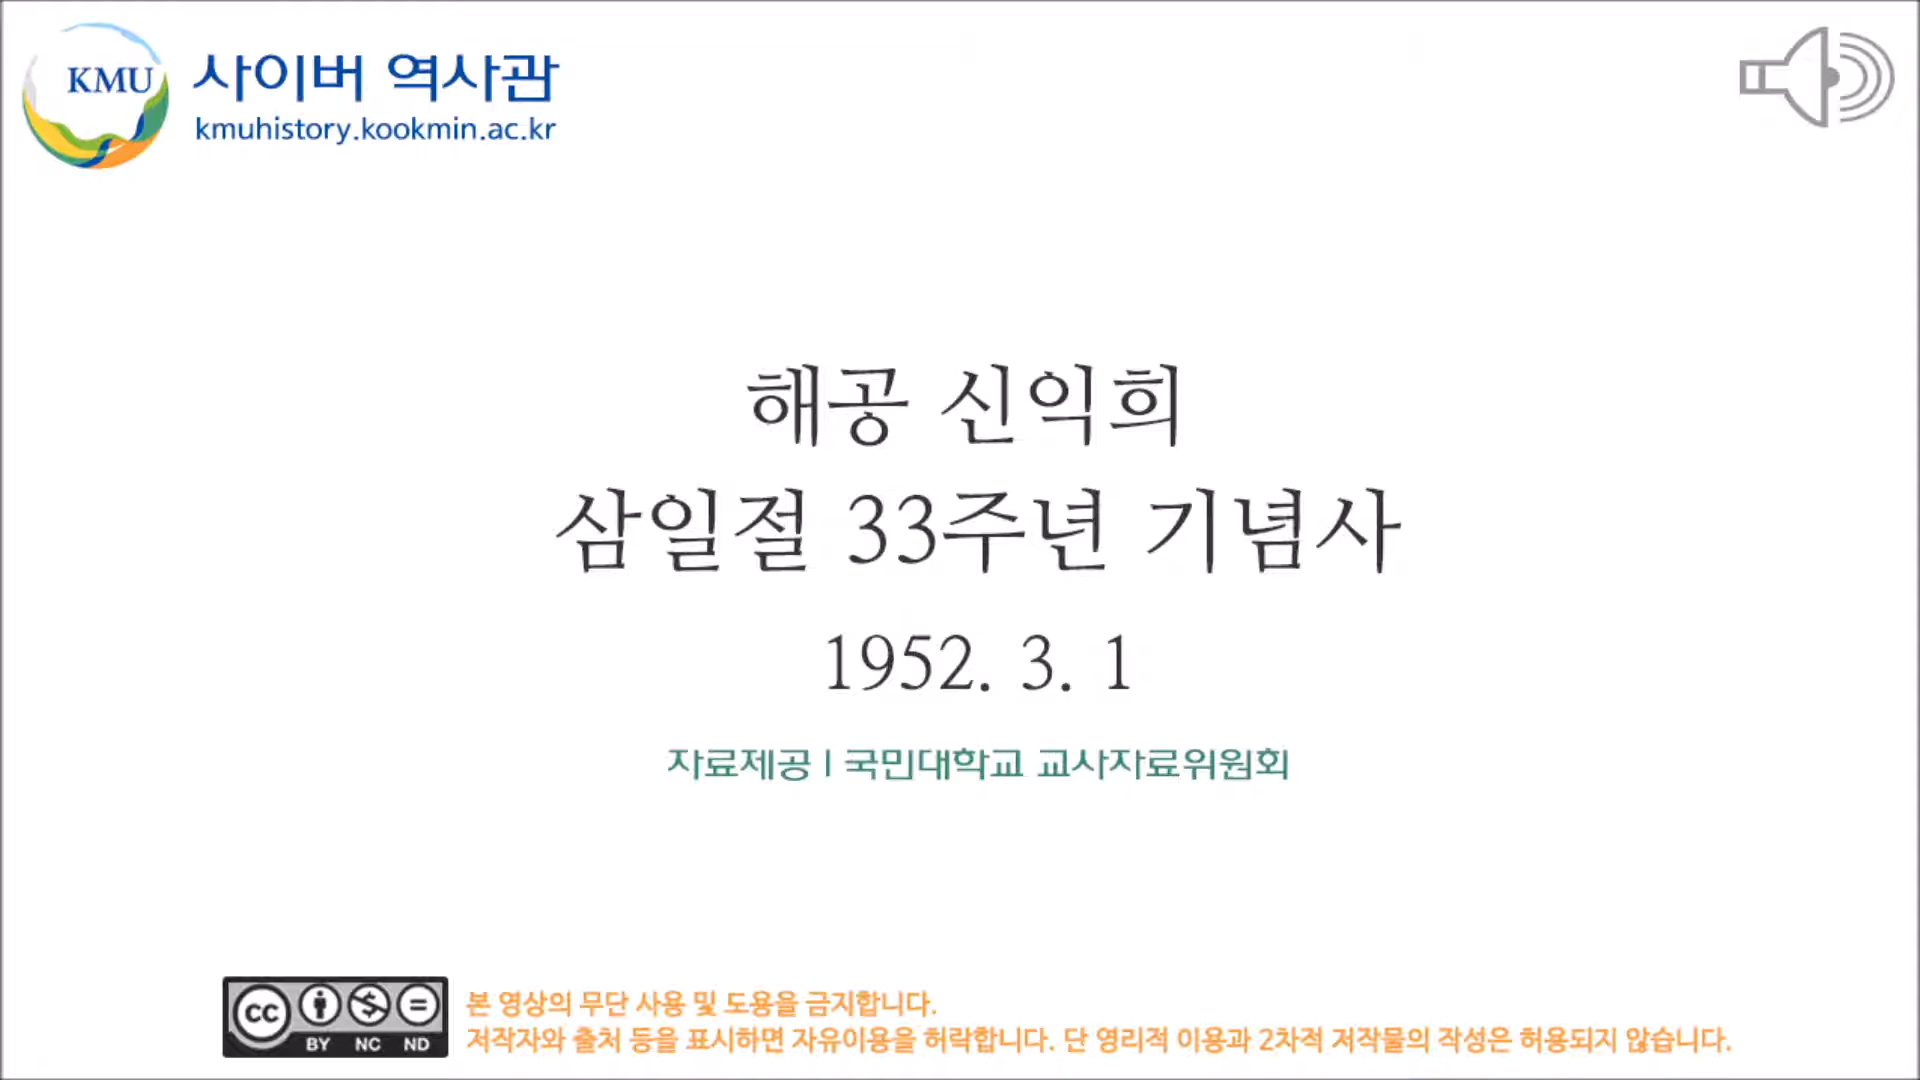 KMU
사이버 역사관
kmuhistory.kookmin.ac.kr
해공 신익희
삼일절 33주년 기념사
1952. 3. 1
자료제공 | 국민대학교 교사자료위원회
cc BY NC ND
본 영상의 무단 사용 및 도용을 금지합니다.
저작자와 출처 등을 표시하면 자유이용을 허락합니다. 단 영리적 이용과 2차적 저작물의 작성은 허용되지 않습니다.